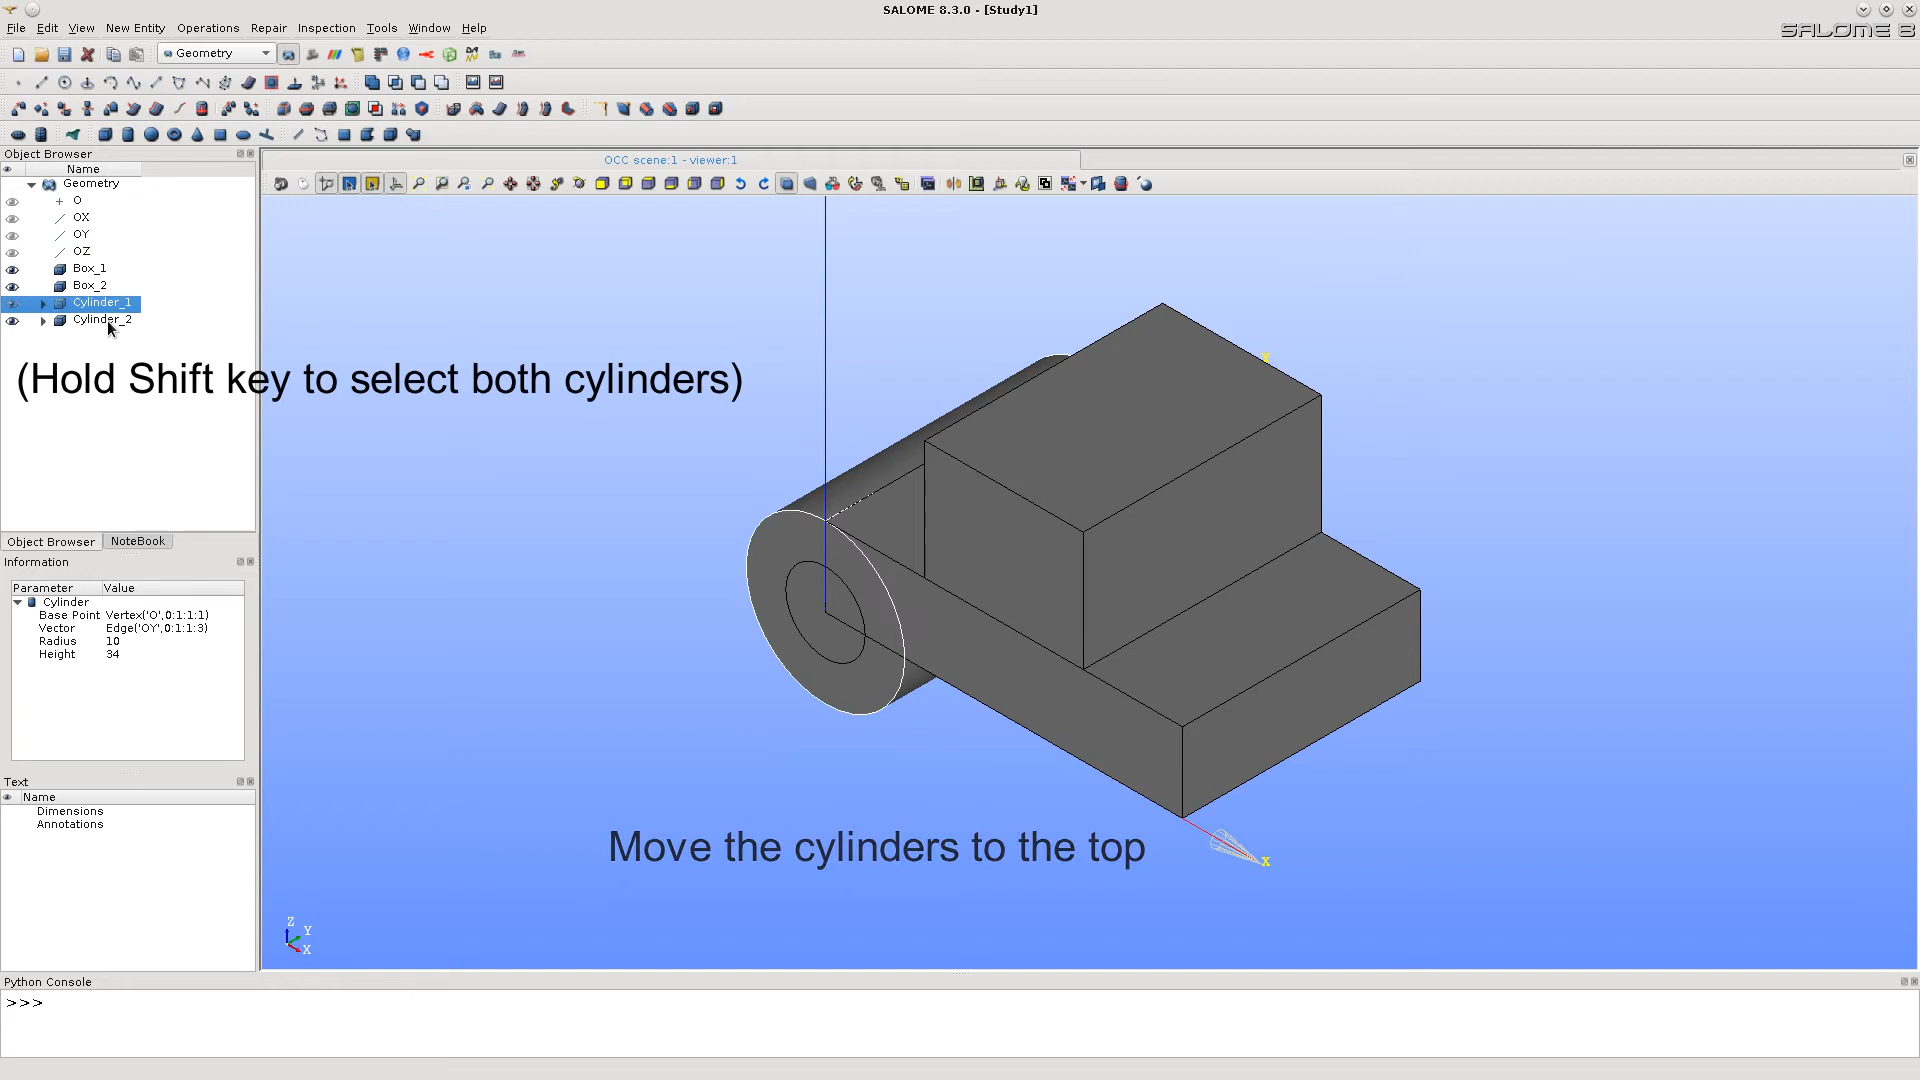 SALOME 8.3.0 - [Study1]
File Edit View New Entity Operations Repair Inspection Tools Window Help
SALOME 8
Geometry
Object Browser
OCC scene:1 - viewer:1
Name
Geometry
O
OX
OY
OZ
Box_1
Box_2
Cylinder_1
Cylinder_2
(Hold Shift key to select both cylinders)
Y
Object Browser NoteBook
Information
Parameter Value
Cylinder
Base Point Vertex('O',0:1:1:1)
Vector Edge('OY',0:1:1:3)
Radius 10
Height 34
Text
Name
Dimensions
Annotations
Move the cylinders to the top
X
Z
Y
X
Python Console
>>>